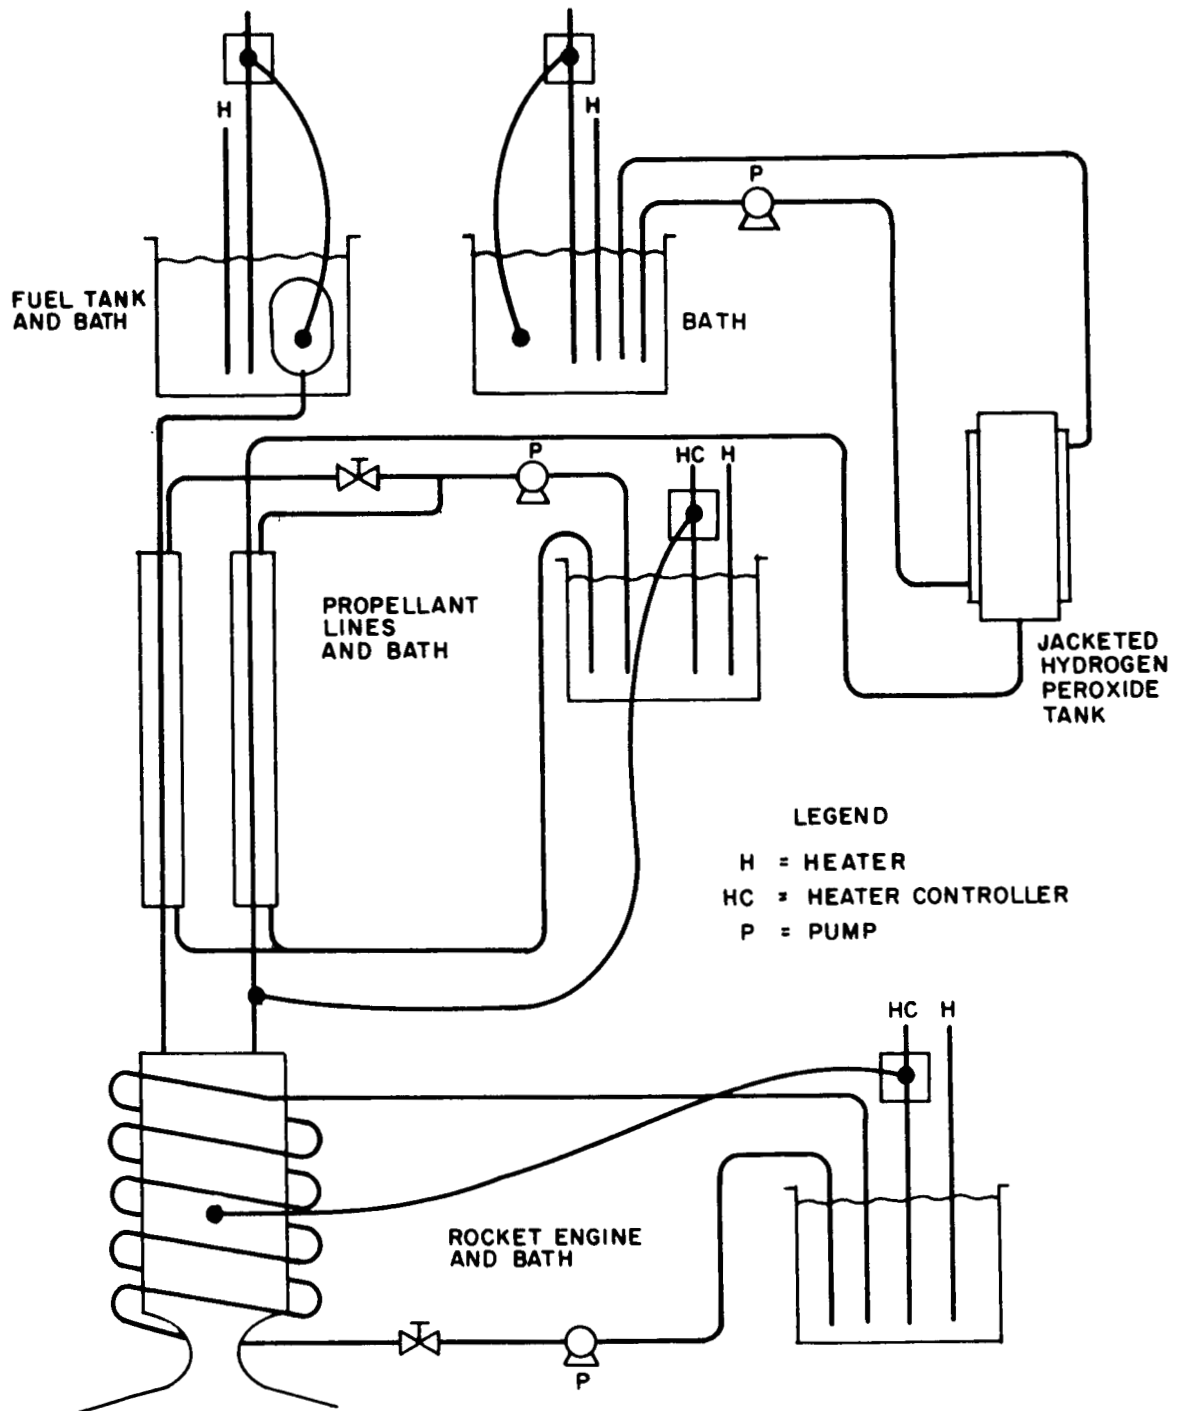 H
H
P
FUEL TANK
AND BATH
BATH
P
HC H
PROPELLANT
LINES
AND BATH
JACKETED
HYDROGEN
PEROXIDE
TANK
LEGEND
H = HEATER
HC = HEATER CONTROLLER
P = PUMP
HC H
ROCKET ENGINE
AND BATH
P